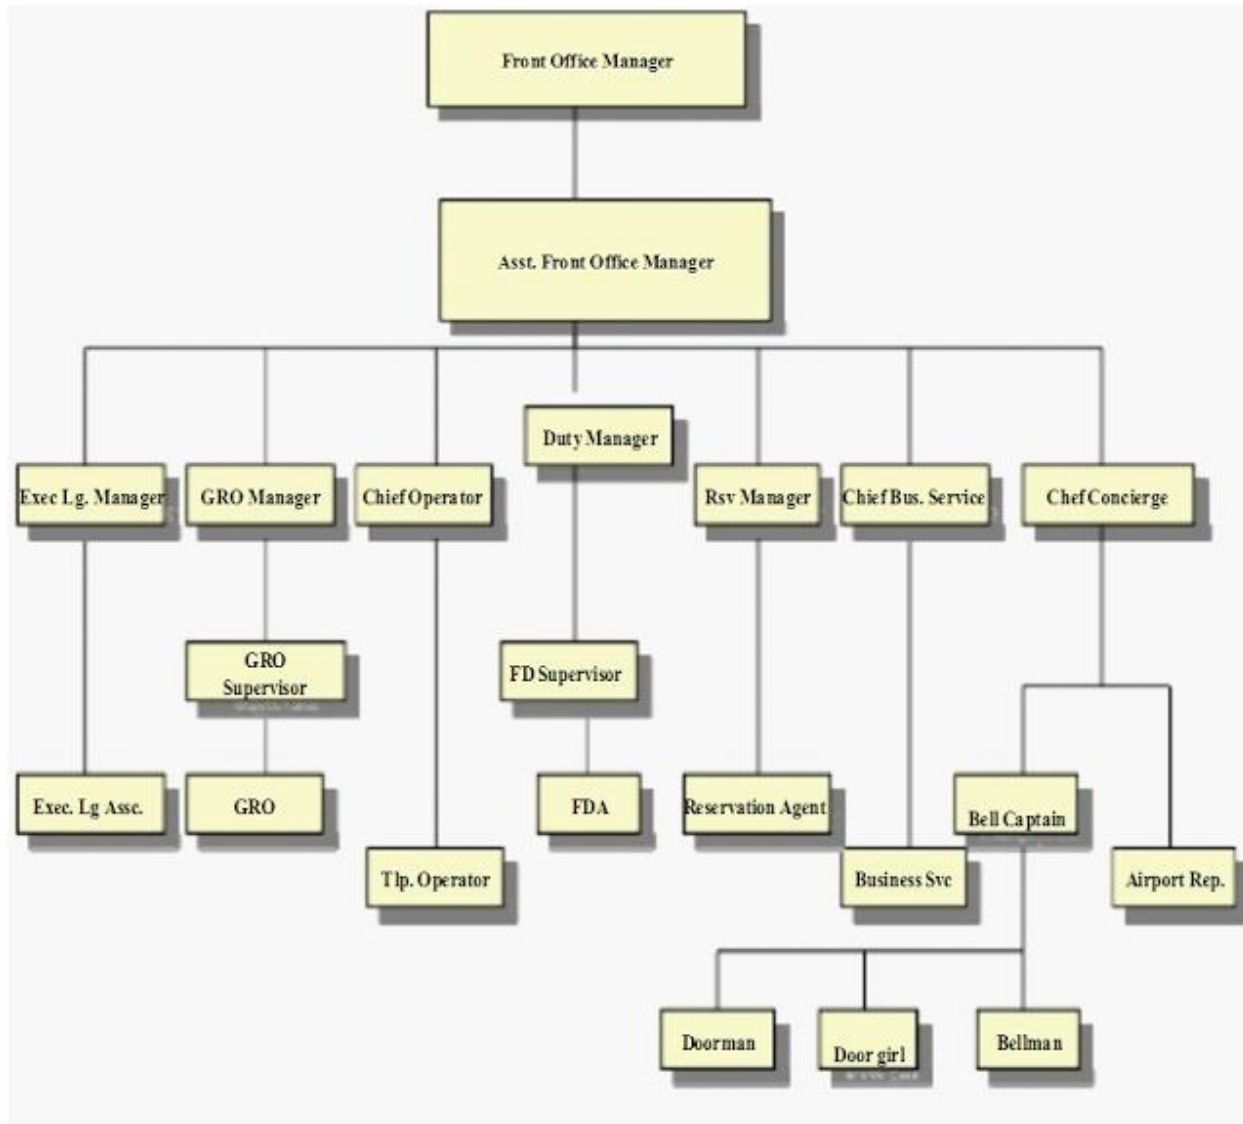 Front Office Manager
Asst. Front Office Manager
Duty Manager
Exec Lg. Manager
GRO Manager
Chief Operator
Rsv Manager
Chief Bus. Service
Chef Concierge
GRO
Supervisor
FD Supervisor
Exec. Lg Assc.
GRO
FDA
Reservation Agent
Bell Captain
Tlp. Operator
Business Svc
Airport Rep.
Doorman
Door girl
Bellman